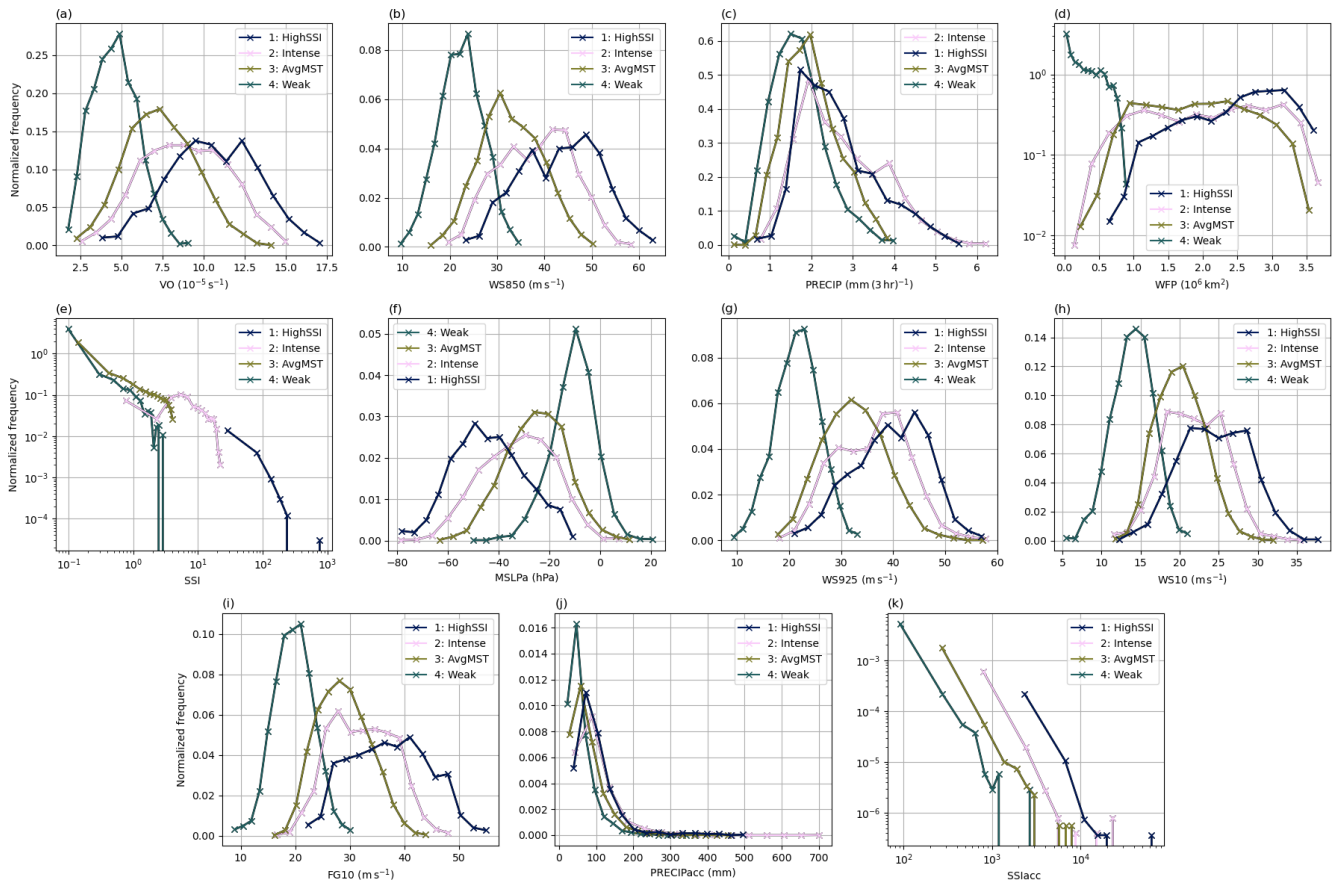 (a)
Normalized frequency
0.25
0.20
0.15
0.10
0.05
0.00
2.5 5.0 7.5 10.0 12.5 15.0 17.5
VO (10⁻⁵ s⁻¹)
1: HighSSI
2: Intense
3: AvgMST
4: Weak
(b)
0.08
0.06
0.04
0.02
0.00
10 20 30 40 50 60
WS850 (m s⁻¹)
1: HighSSI
2: Intense
3: AvgMST
4: Weak
(c)
0.6
0.5
0.4
0.3
0.2
0.1
0.0
0 1 2 3 4 5 6
PRECIP (mm (3 hr)⁻¹)
2: Intense
1: HighSSI
3: AvgMST
4: Weak
(d)
10⁰
10⁻¹
10⁻²
0.0 0.5 1.0 1.5 2.0 2.5 3.0 3.5
WFP (10⁶ km²)
1: HighSSI
2: Intense
3: AvgMST
4: Weak
(e)
Normalized frequency
10⁰
10⁻¹
10⁻²
10⁻³
10⁻⁴
10⁻¹ 10⁰ 10¹ 10² 10³
SSI
1: HighSSI
2: Intense
3: AvgMST
4: Weak
(f)
0.05
0.04
0.03
0.02
0.01
0.00
−80 −60 −40 −20 0 20
MSLPa (hPa)
4: Weak
3: AvgMST
2: Intense
1: HighSSI
(g)
0.08
0.06
0.04
0.02
0.00
10 20 30 40 50 60
WS925 (m s⁻¹)
1: HighSSI
2: Intense
3: AvgMST
4: Weak
(h)
0.14
0.12
0.10
0.08
0.06
0.04
0.02
0.00
5 10 15 20 25 30 35
WS10 (m s⁻¹)
1: HighSSI
2: Intense
3: AvgMST
4: Weak
(i)
Normalized frequency
0.10
0.08
0.06
0.04
0.02
0.00
10 20 30 40 50
FG10 (m s⁻¹)
1: HighSSI
2: Intense
3: AvgMST
4: Weak
(j)
0.016
0.014
0.012
0.010
0.008
0.006
0.004
0.002
0.000
0 100 200 300 400 500 600 700
PRECIPacc (mm)
1: HighSSI
2: Intense
3: AvgMST
4: Weak
(k)
10⁻³
10⁻⁴
10⁻⁵
10⁻⁶
10² 10³ 10⁴
SSIacc
1: HighSSI
2: Intense
3: AvgMST
4: Weak